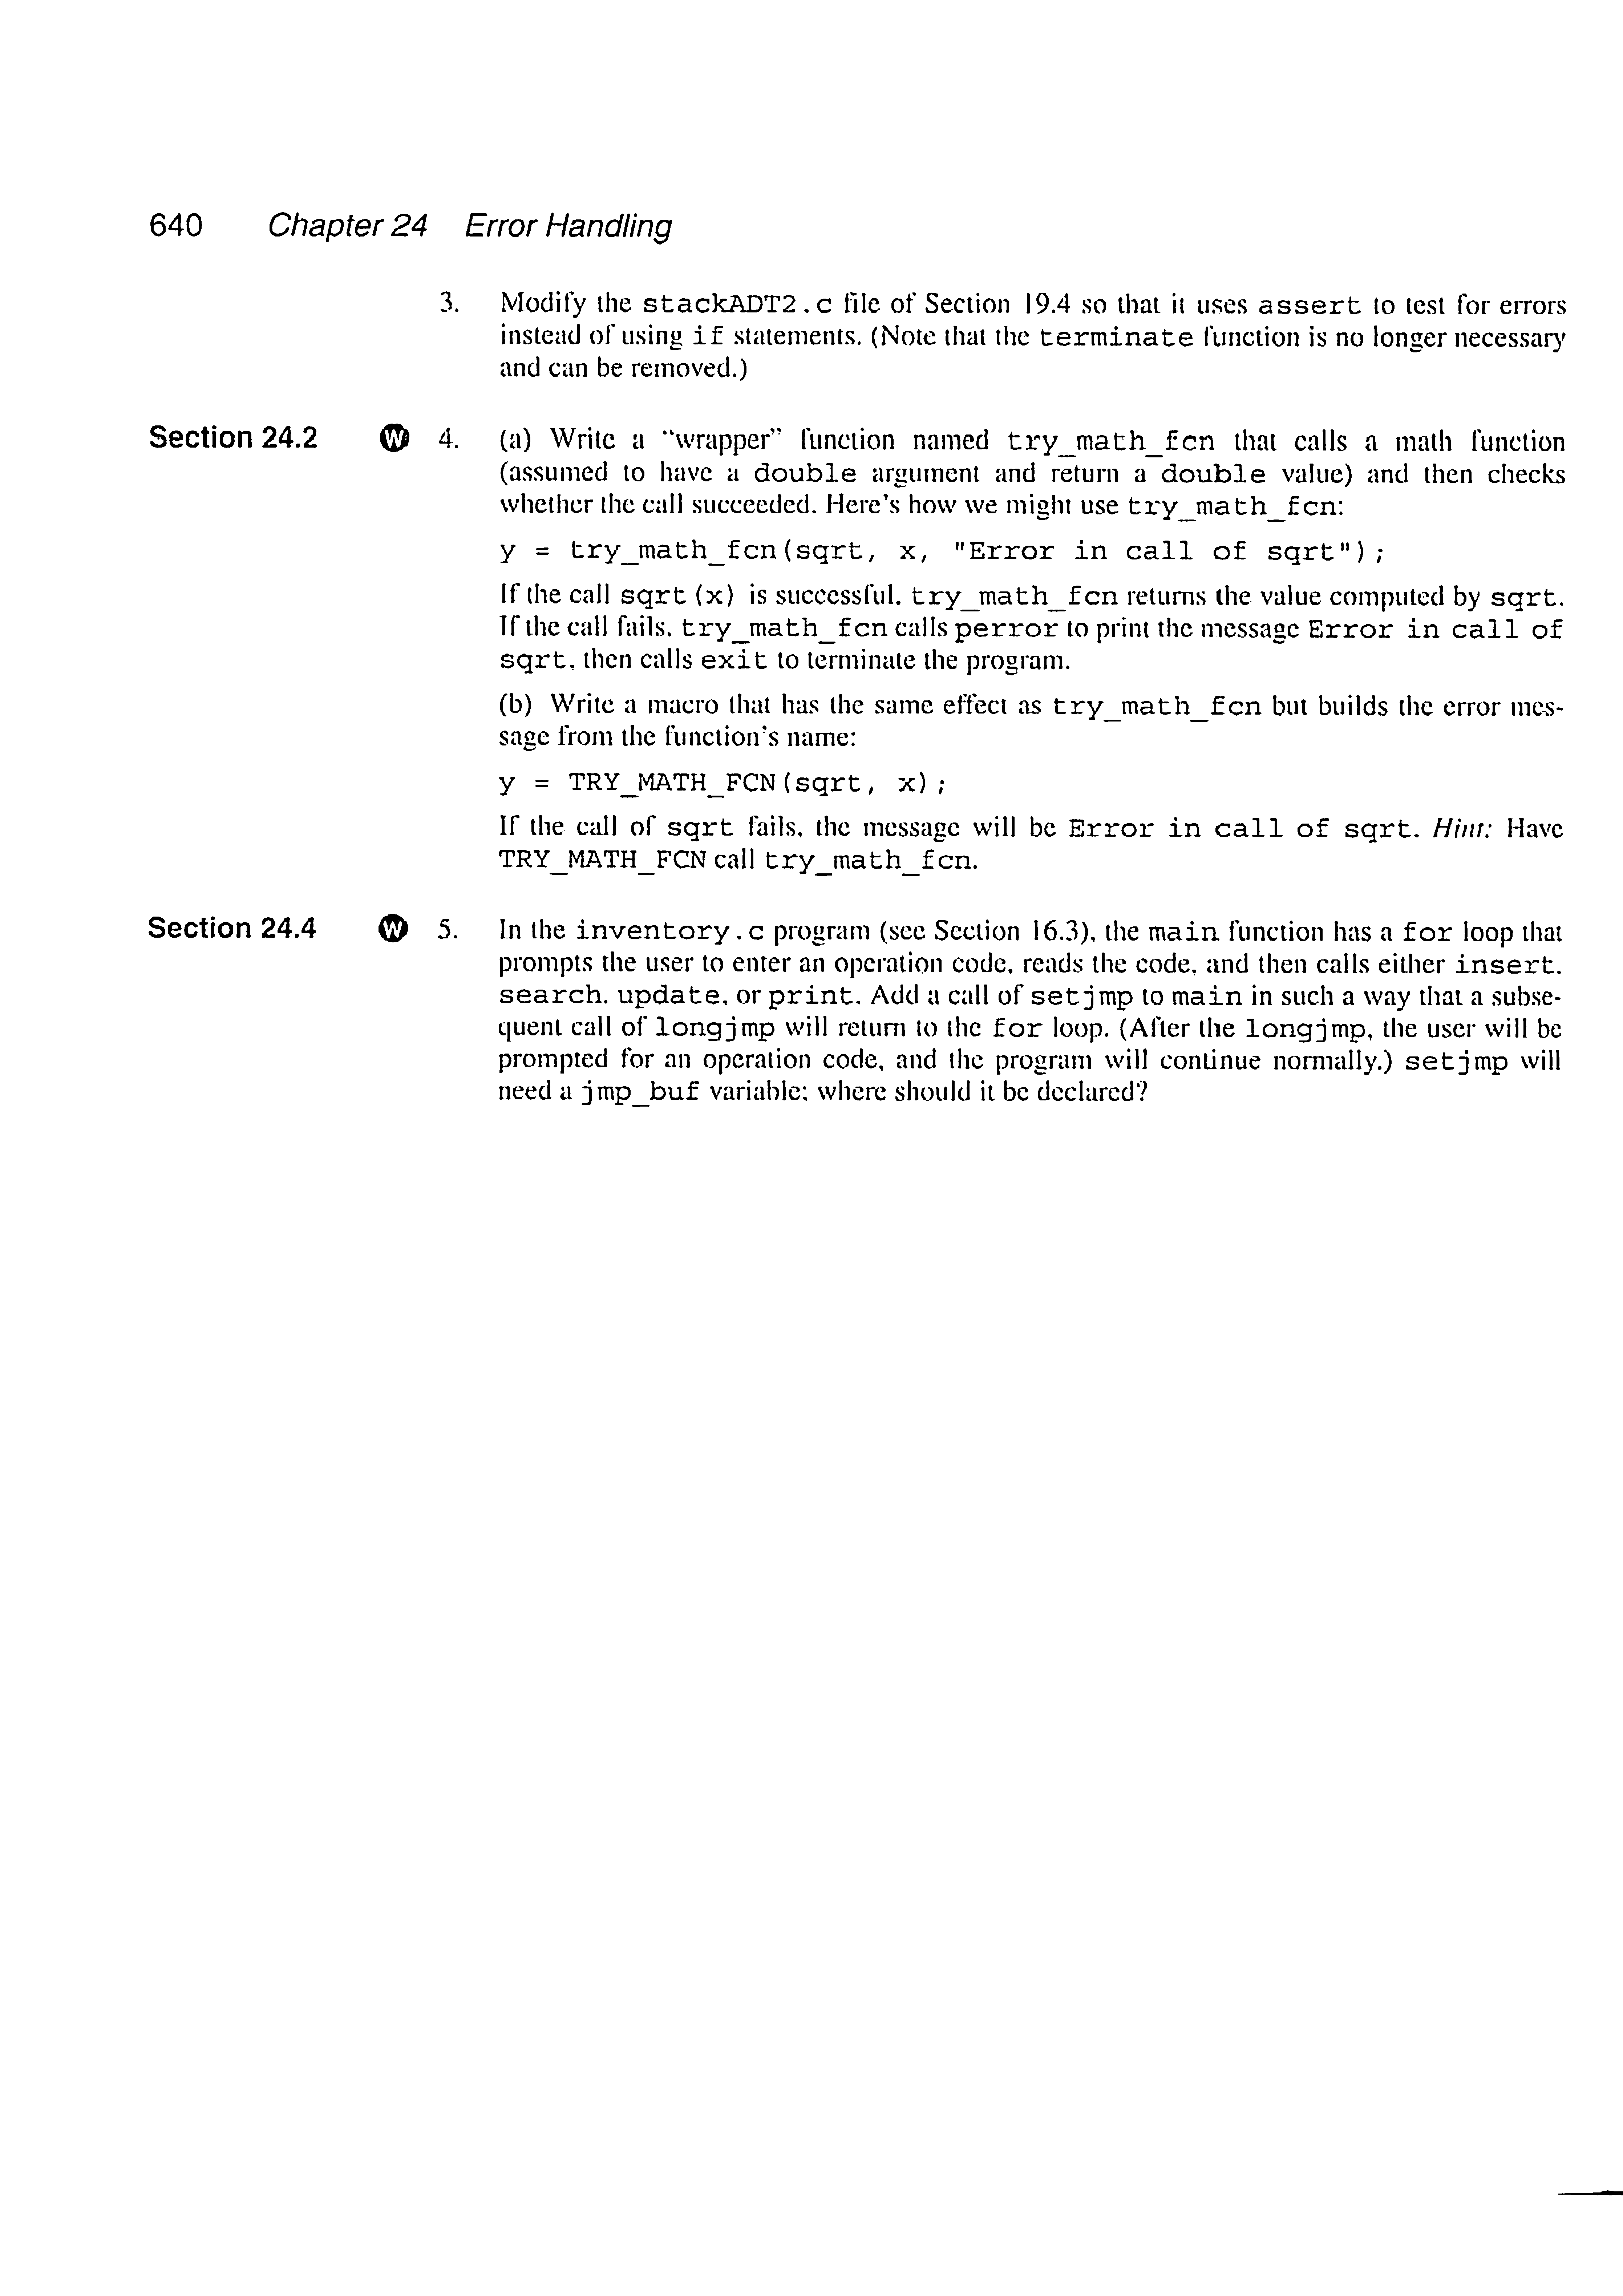 640 Chapter 24 Error Handling
3. Modify the stackADT2.c file of Section 19.4 so that it uses assert to test for errors
instead of using if statements. (Note that the terminate function is no longer necessary
and can be removed.)
Section 24.2 W 4. (a) Write a “wrapper” function named try_math_fcn that calls a math function
(assumed to have a double argument and return a double value) and then checks
whether the call succeeded. Here's how we might use try_math_fcn:
y = try_math_fcn(sqrt, x, "Error in call of sqrt");
If the call sqrt(x) is successful, try_math_fcn returns the value computed by sqrt.
If the call fails, try_math_fcn calls perror to print the message Error in call of
sqrt, then calls exit to terminate the program.
(b) Write a macro that has the same effect as try_math_fcn but builds the error mes-
sage from the function's name:
y = TRY_MATH_FCN(sqrt, x);
If the call of sqrt fails, the message will be Error in call of sqrt. Hint: Have
TRY_MATH_FCN call try_math_fcn.
Section 24.4 W 5. In the inventory.c program (see Section 16.3), the main function has a for loop that
prompts the user to enter an operation code, reads the code, and then calls either insert,
search, update, or print. Add a call of setjmp to main in such a way that a subse-
quent call of longjmp will return to the for loop. (After the longjmp, the user will be
prompted for an operation code, and the program will continue normally.) setjmp will
need a jmp_buf variable; where should it be declared?